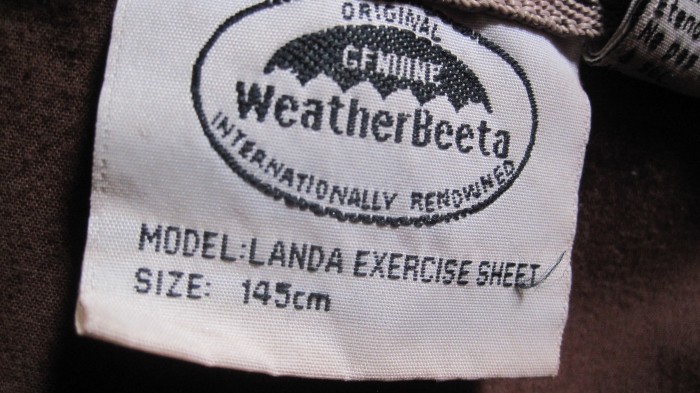 ORIGINAL
GENUINE
WeatherBeeta
INTERNATIONALLY RENOWNED
MODEL:LANDA EXERCISE SHEET
SIZE: 145cm